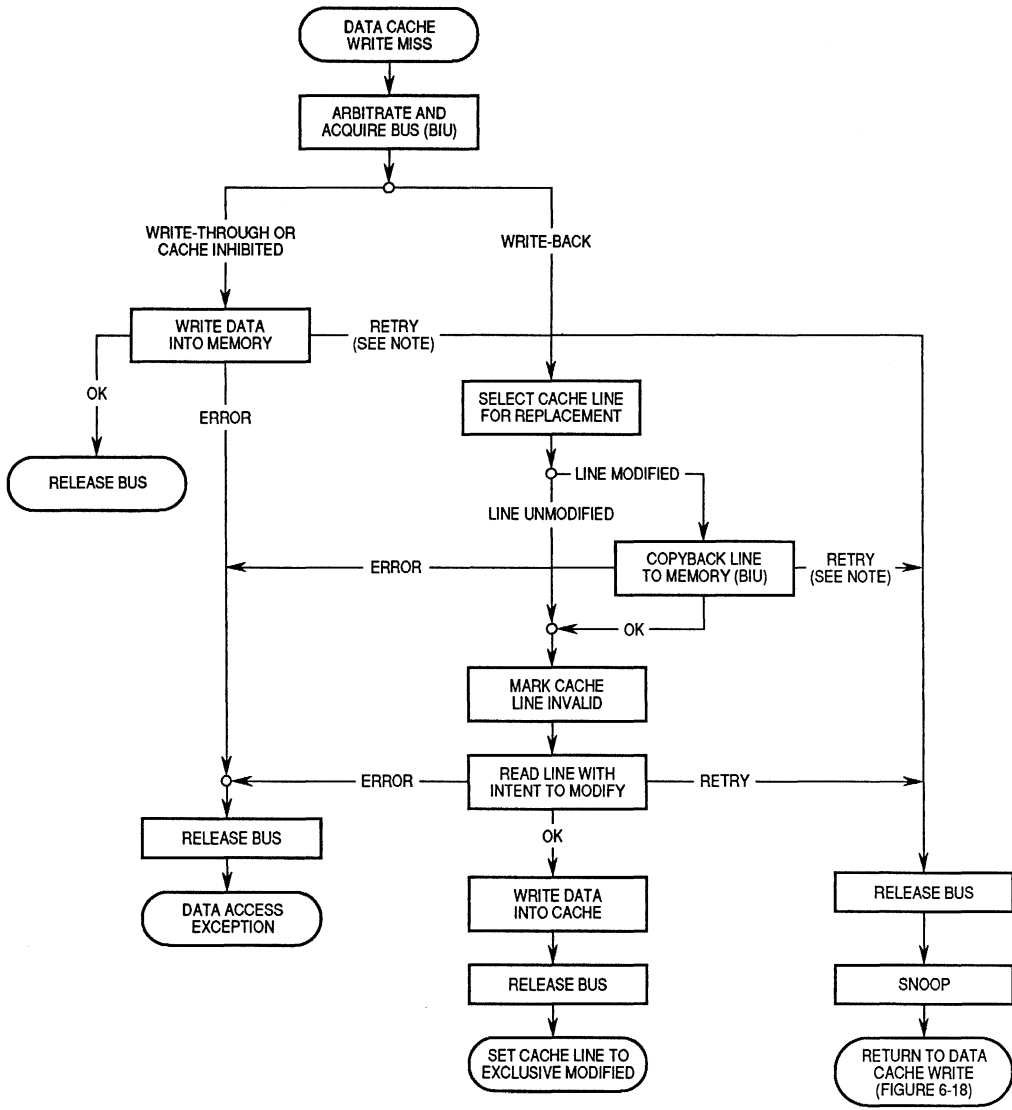 DATA CACHE
WRITE MISS
ARBITRATE AND
ACQUIRE BUS (BIU)
WRITE-THROUGH OR
CACHE INHIBITED
WRITE-BACK
WRITE DATA
INTO MEMORY
RETRY
(SEE NOTE)
OK
ERROR
SELECT CACHE LINE
FOR REPLACEMENT
RELEASE BUS
LINE MODIFIED
LINE UNMODIFIED
ERROR
COPYBACK LINE
TO MEMORY (BIU)
RETRY
(SEE NOTE)
OK
MARK CACHE
LINE INVALID
ERROR
READ LINE WITH
INTENT TO MODIFY
RETRY
RELEASE BUS
OK
DATA ACCESS
EXCEPTION
WRITE DATA
INTO CACHE
RELEASE BUS
RELEASE BUS
SNOOP
SET CACHE LINE TO
EXCLUSIVE MODIFIED
RETURN TO DATA
CACHE WRITE
(FIGURE 6-18)